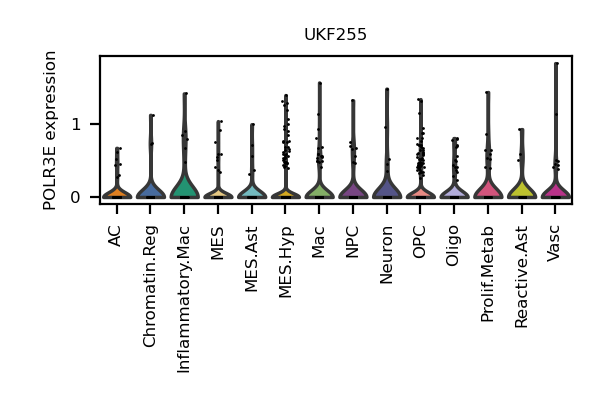 UKF255
POLR3E expression
1
0
AC
Chromatin.Reg
Inflammatory.Mac
MES
MES.Ast
MES.Hyp
Mac
NPC
Neuron
OPC
Oligo
Prolif.Metab
Reactive.Ast
Vasc